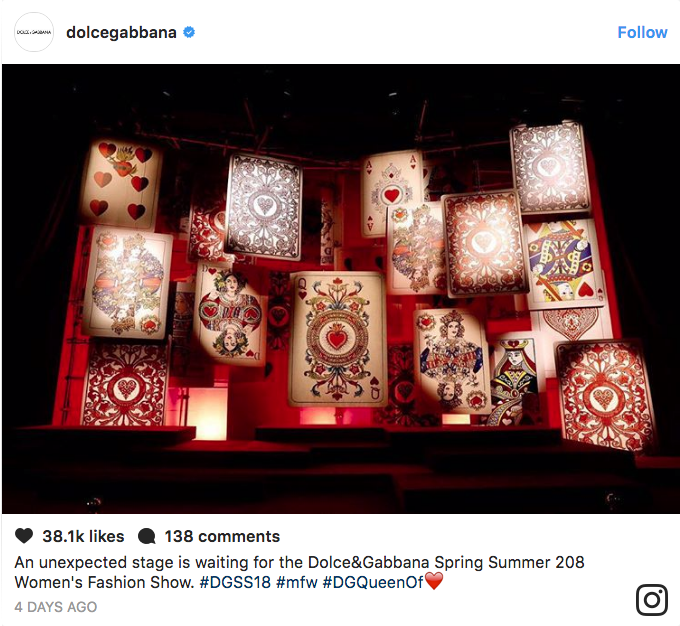 DOLCE & GABBANA
dolcegabbana
Follow
A
A
A
Q
38.1k likes
138 comments
An unexpected stage is waiting for the Dolce&Gabbana Spring Summer 208
Women's Fashion Show. #DGSS18 #mfw #DGQueenOf❤️
4 DAYS AGO